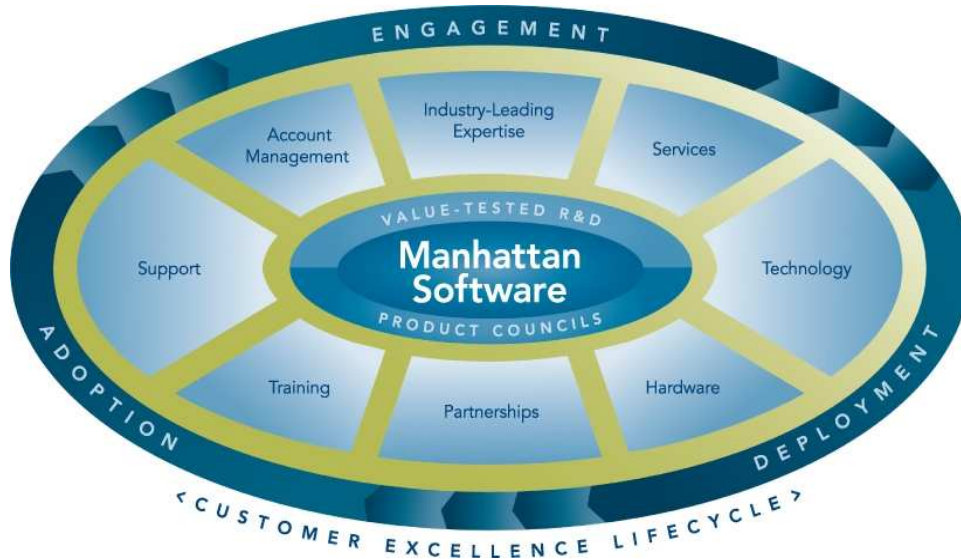 ENGAGEMENT
Industry-Leading
Expertise
Account
Management
Services
VALUE-TESTED R&D
Support
Manhattan
Software
Technology
PRODUCT COUNCILS
Training
Partnerships
Hardware
ADOPTION
DEPLOYMENT
<CUSTOMER EXCELLENCE LIFECYCLE>